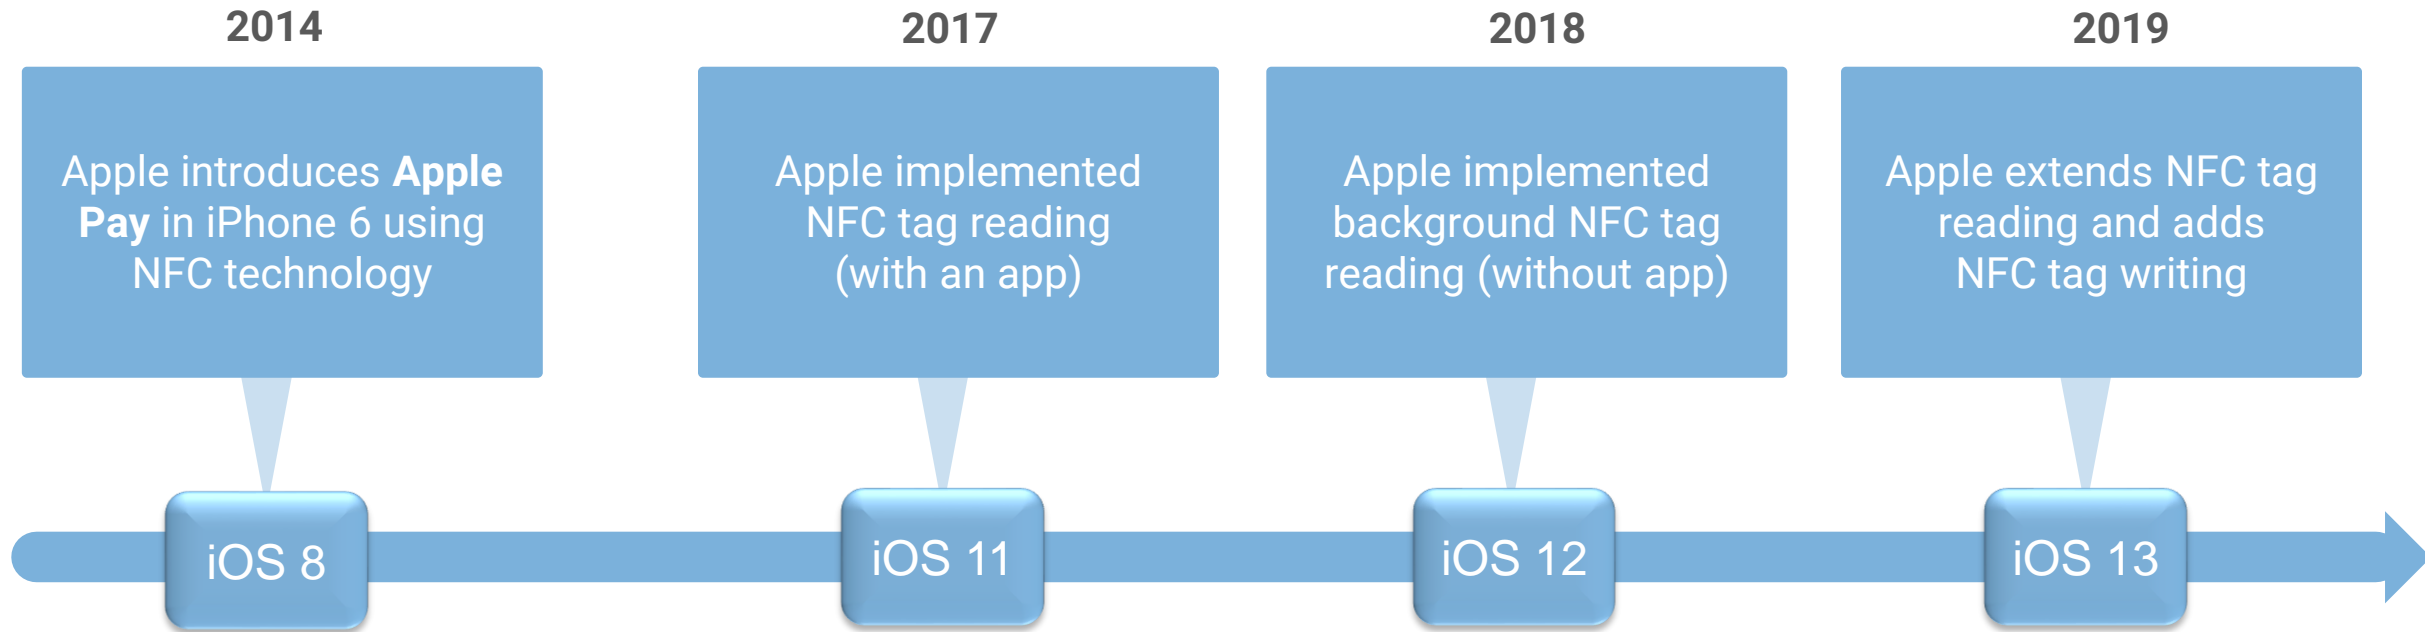 2014
Apple introduces Apple
Pay in iPhone 6 using
NFC technology
iOS 8
2017
Apple implemented
NFC tag reading
(with an app)
iOS 11
2018
Apple implemented
background NFC tag
reading (without app)
iOS 12
2019
Apple extends NFC tag
reading and adds
NFC tag writing
iOS 13